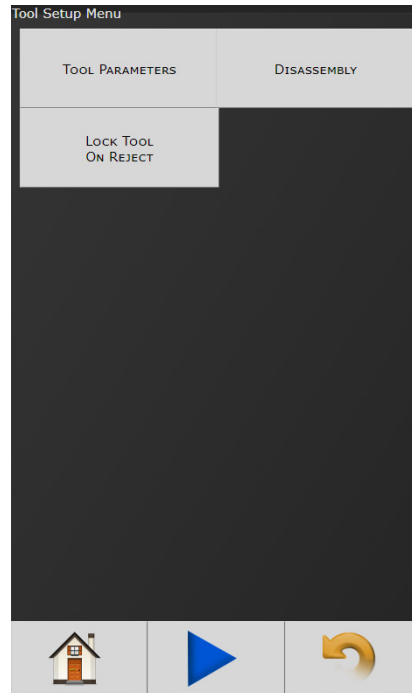 Tool Setup Menu
Tool Parameters
Disassembly
Lock Tool
On Reject